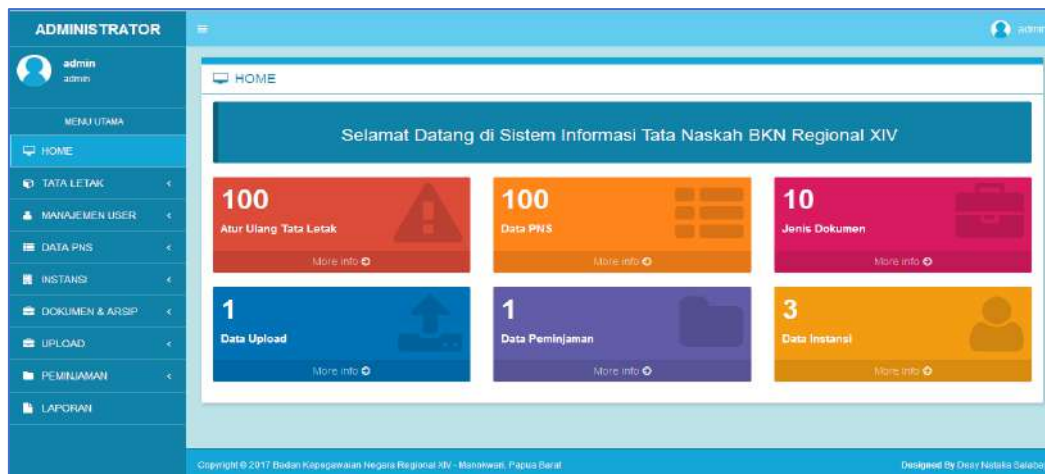 ADMINISTRATOR
admin
admin
admin
MENU UTAMA
HOME
TATA LETAK
MANAJEMEN USER
DATA PNS
INSTANSI
DOKUMEN & ARSIP
UPLOAD
PEMINJAMAN
LAPORAN
HOME
Selamat Datang di Sistem Informasi Tata Naskah BKN Regional XIV
100
Atur Ulang Tata Letak
More info
100
Data PNS
More info
10
Jenis Dokumen
More info
1
Data Upload
More info
1
Data Peminjaman
More info
3
Data Instansi
More info
Copyright © 2017 Badan Kepegawaian Negara Regional XIV - Manokwari, Papua Barat
Designed By Desy Natalia